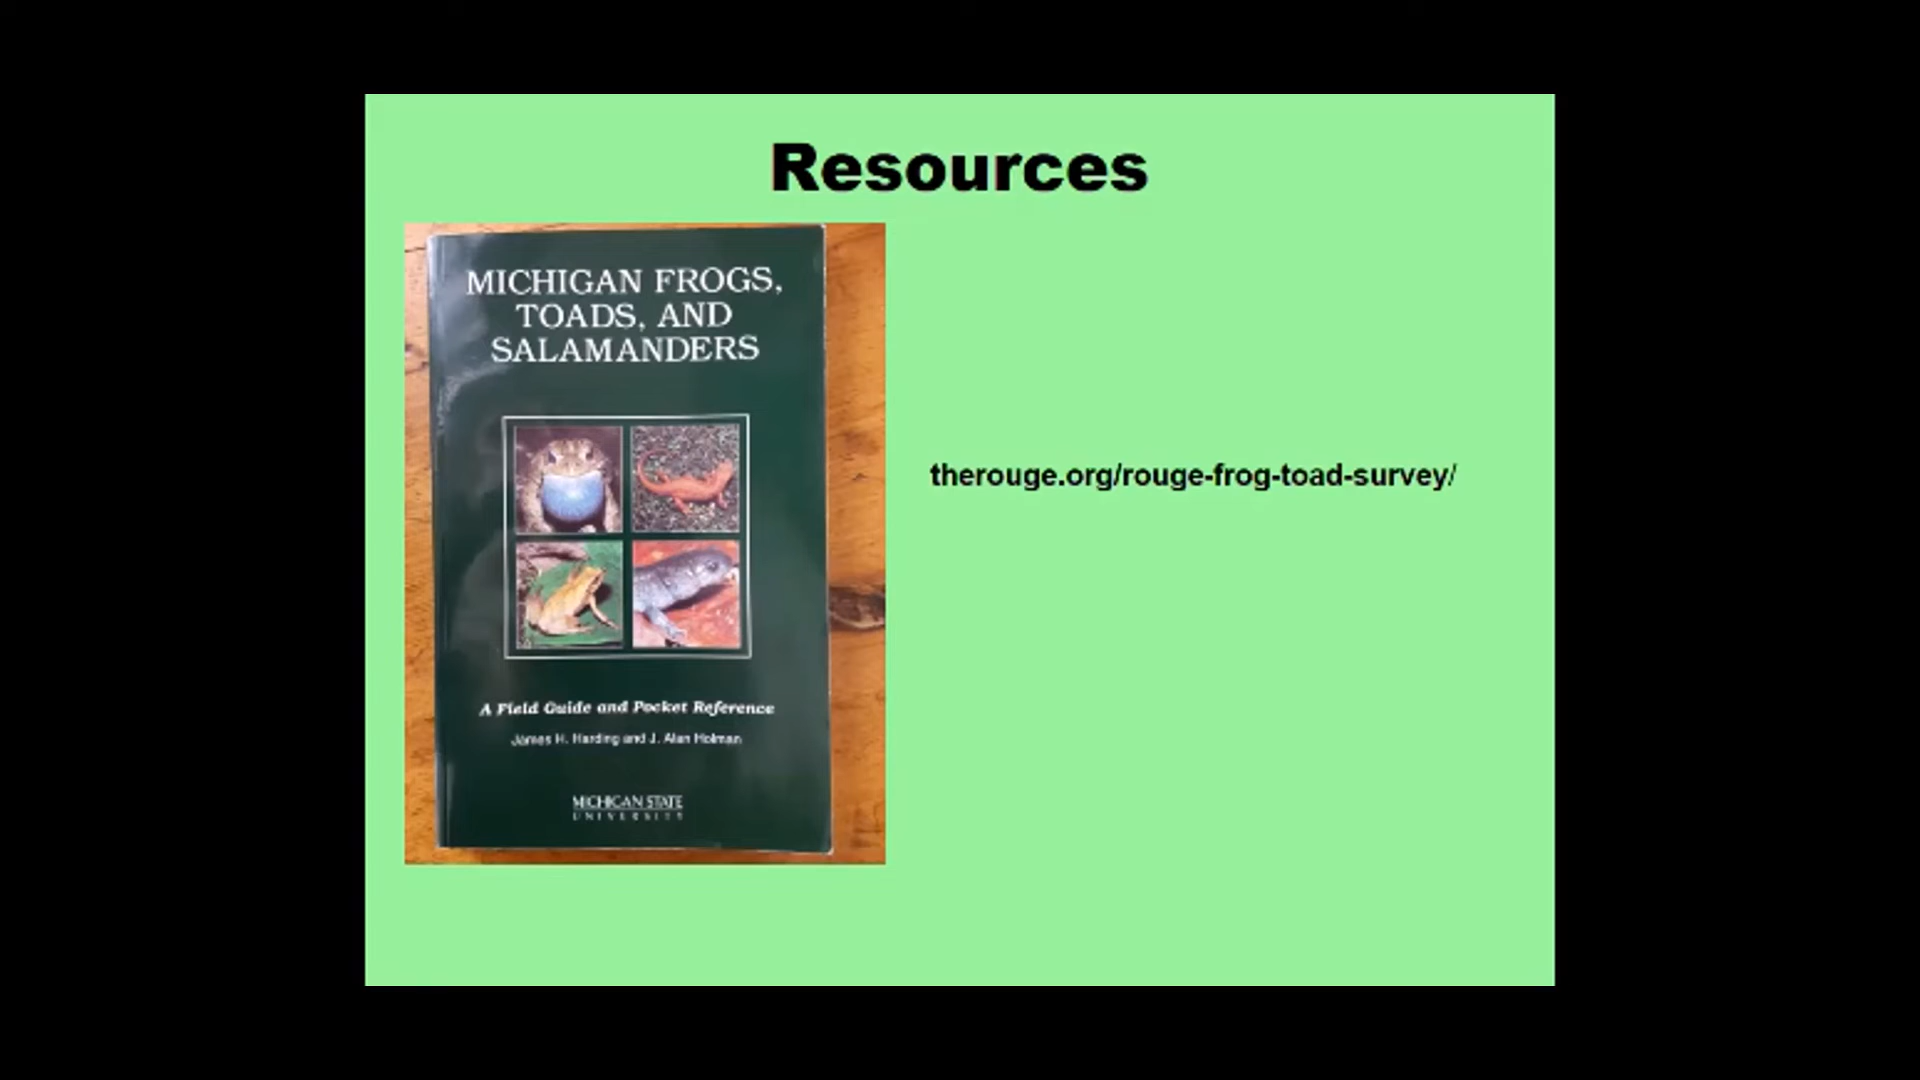 Resources
MICHIGAN FROGS,
TOADS, AND
SALAMANDERS
A Field Guide and Pocket Reference
James H. Harding and J. Alan Holman
MICHIGAN STATE
UNIVERSITY
therouge.org/rouge-frog-toad-survey/